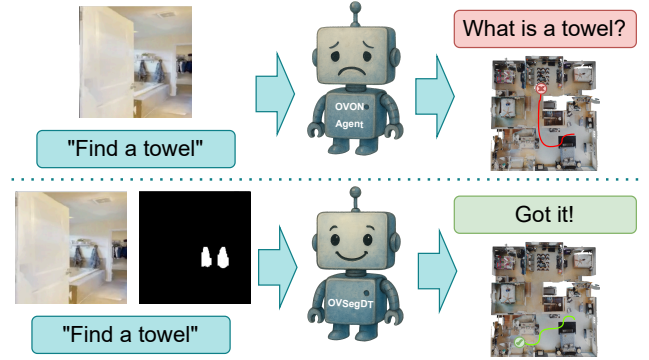 What is a towel?
OVON
Agent
"Find a towel"
Got it!
OVSegDT
"Find a towel"